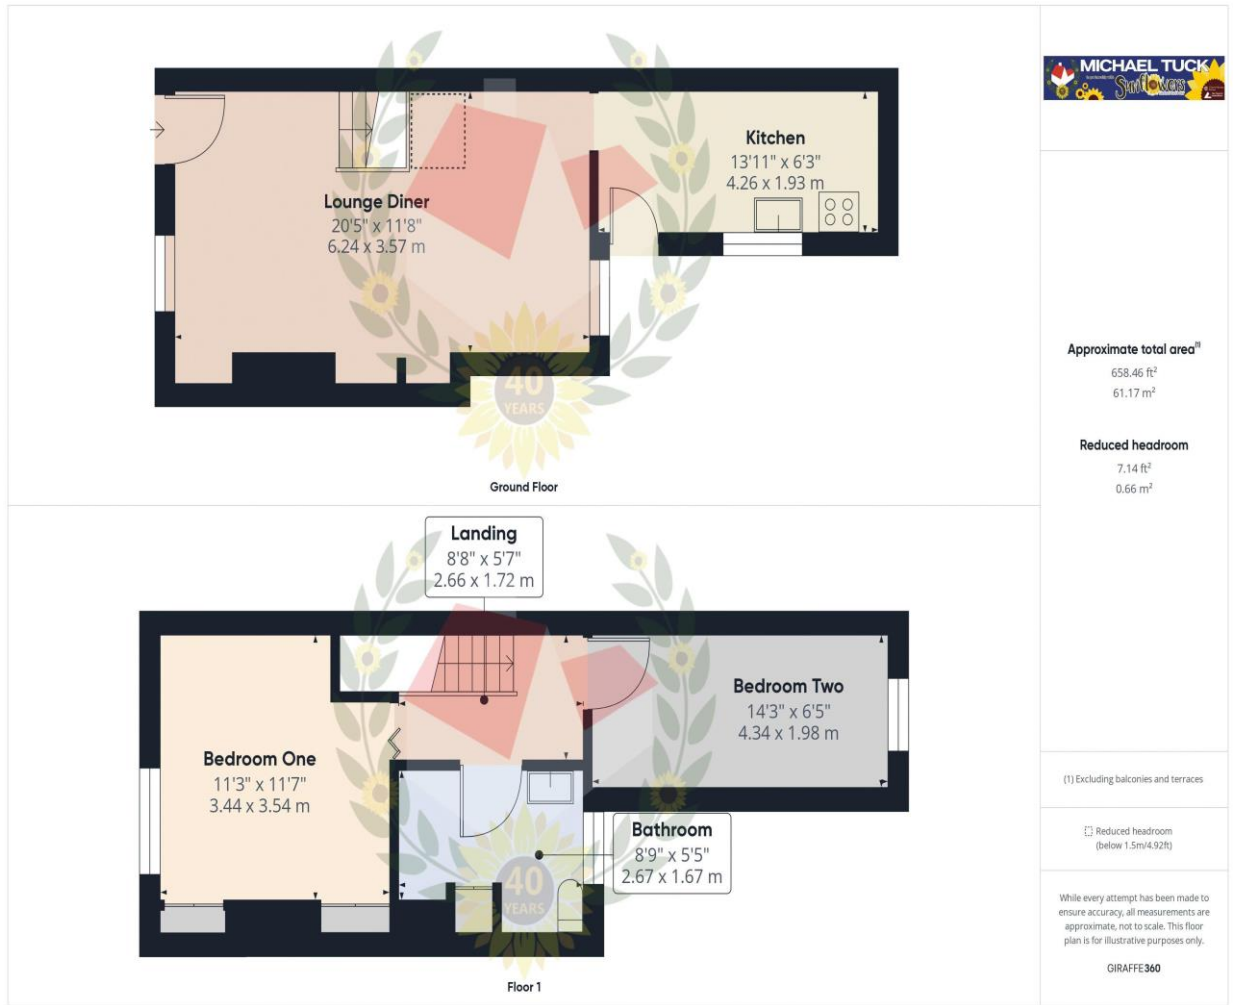 MICHAEL TUCK
Sunflowers
Kitchen
13'11" x 6'3"
4.26 x 1.93 m
Lounge Diner
20'5" x 11'8"
6.24 x 3.57 m
40
YEARS
Ground Floor
Approximate total area(1)
658.46 ft²
61.17 m²
Reduced headroom
7.14 ft²
0.66 m²
Landing
8'8" x 5'7"
2.66 x 1.72 m
Bedroom Two
14'3" x 6'5"
4.34 x 1.98 m
Bedroom One
11'3" x 11'7"
3.44 x 3.54 m
Bathroom
8'9" x 5'5"
2.67 x 1.67 m
40
YEARS
Floor 1
(1) Excluding balconies and terraces
Reduced headroom
(below 1.5m/4.92ft)
While every attempt has been made to
ensure accuracy, all measurements are
approximate, not to scale. This floor
plan is for illustrative purposes only.
GIRAFFE360